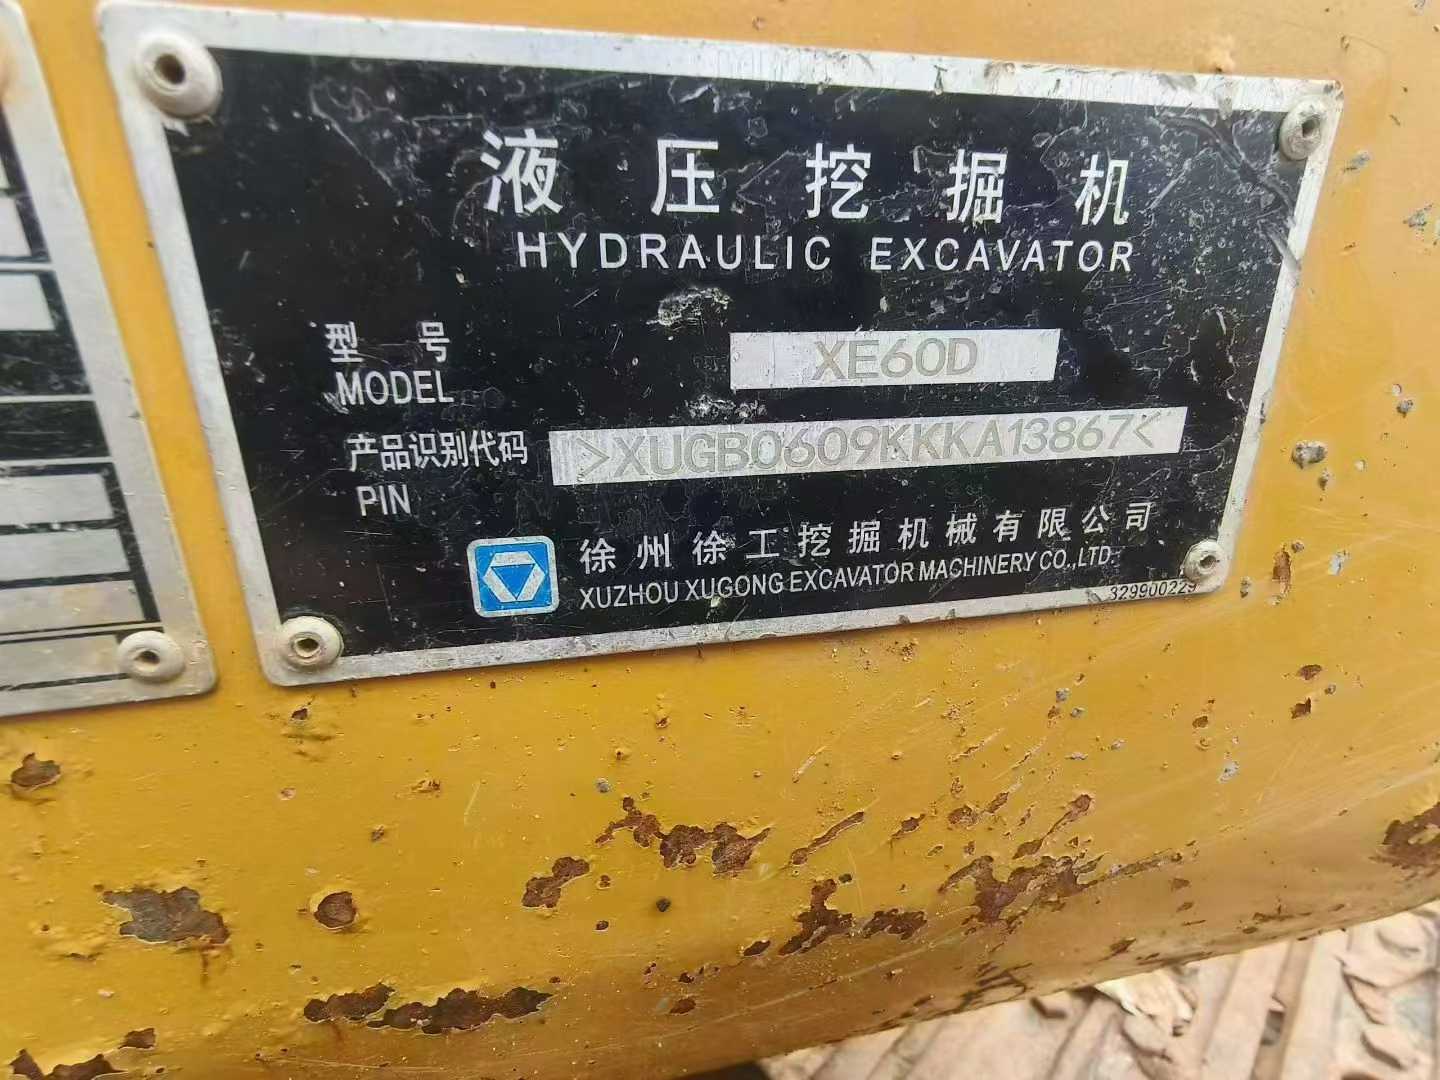 液压挖掘机
HYDRAULIC EXCAVATOR
型号 XE60D
MODEL
产品识别代码 >XUGB0609KKKA13867<
PIN
徐州徐工挖掘机械有限公司
XUZHOU XUGONG EXCAVATOR MACHINERY CO.,LTD.
329900229